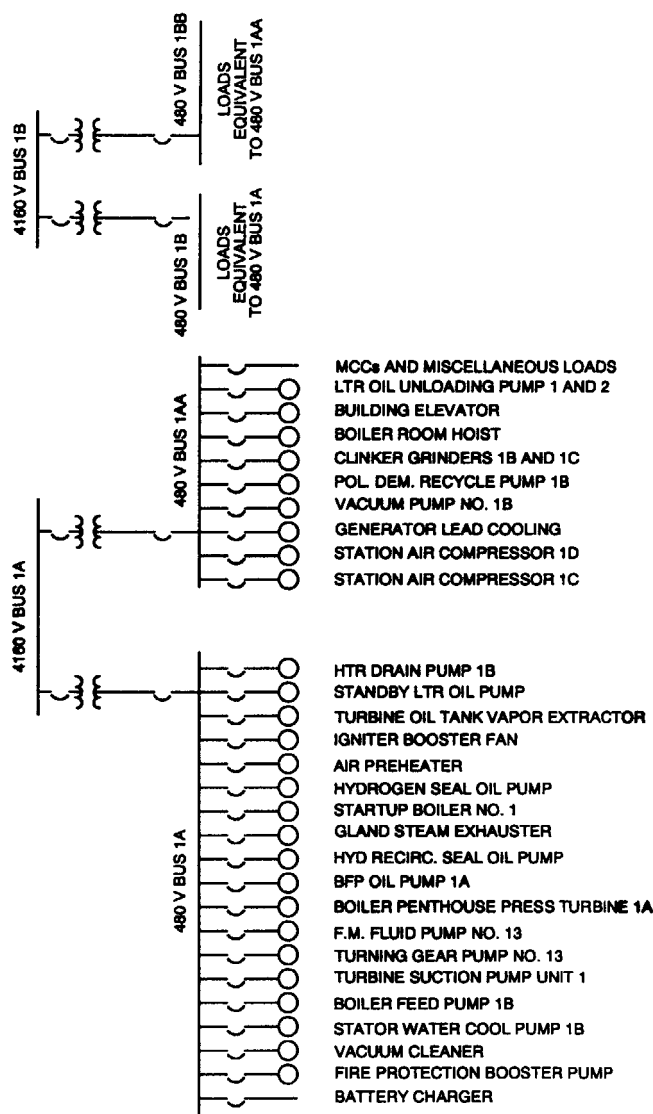 4160 V BUS 1B
480 V BUS 1BB
LOADS
EQUIVALENT
TO 480 V BUS 1AA
480 V BUS 1B
LOADS
EQUIVALENT
TO 480 V BUS 1A
4160 V BUS 1A
480 V BUS 1AA
MCCs AND MISCELLANEOUS LOADS
LTR OIL UNLOADING PUMP 1 AND 2
BUILDING ELEVATOR
BOILER ROOM HOIST
CLINKER GRINDERS 1B AND 1C
POL. DEM. RECYCLE PUMP 1B
VACUUM PUMP NO. 1B
GENERATOR LEAD COOLING
STATION AIR COMPRESSOR 1D
STATION AIR COMPRESSOR 1C
480 V BUS 1A
HTR DRAIN PUMP 1B
STANDBY LTR OIL PUMP
TURBINE OIL TANK VAPOR EXTRACTOR
IGNITER BOOSTER FAN
AIR PREHEATER
HYDROGEN SEAL OIL PUMP
STARTUP BOILER NO. 1
GLAND STEAM EXHAUSTER
HYD RECIRC. SEAL OIL PUMP
BFP OIL PUMP 1A
BOILER PENTHOUSE PRESS TURBINE 1A
F.M. FLUID PUMP NO. 13
TURNING GEAR PUMP NO. 13
TURBINE SUCTION PUMP UNIT 1
BOILER FEED PUMP 1B
STATOR WATER COOL PUMP 1B
VACUUM CLEANER
FIRE PROTECTION BOOSTER PUMP
BATTERY CHARGER